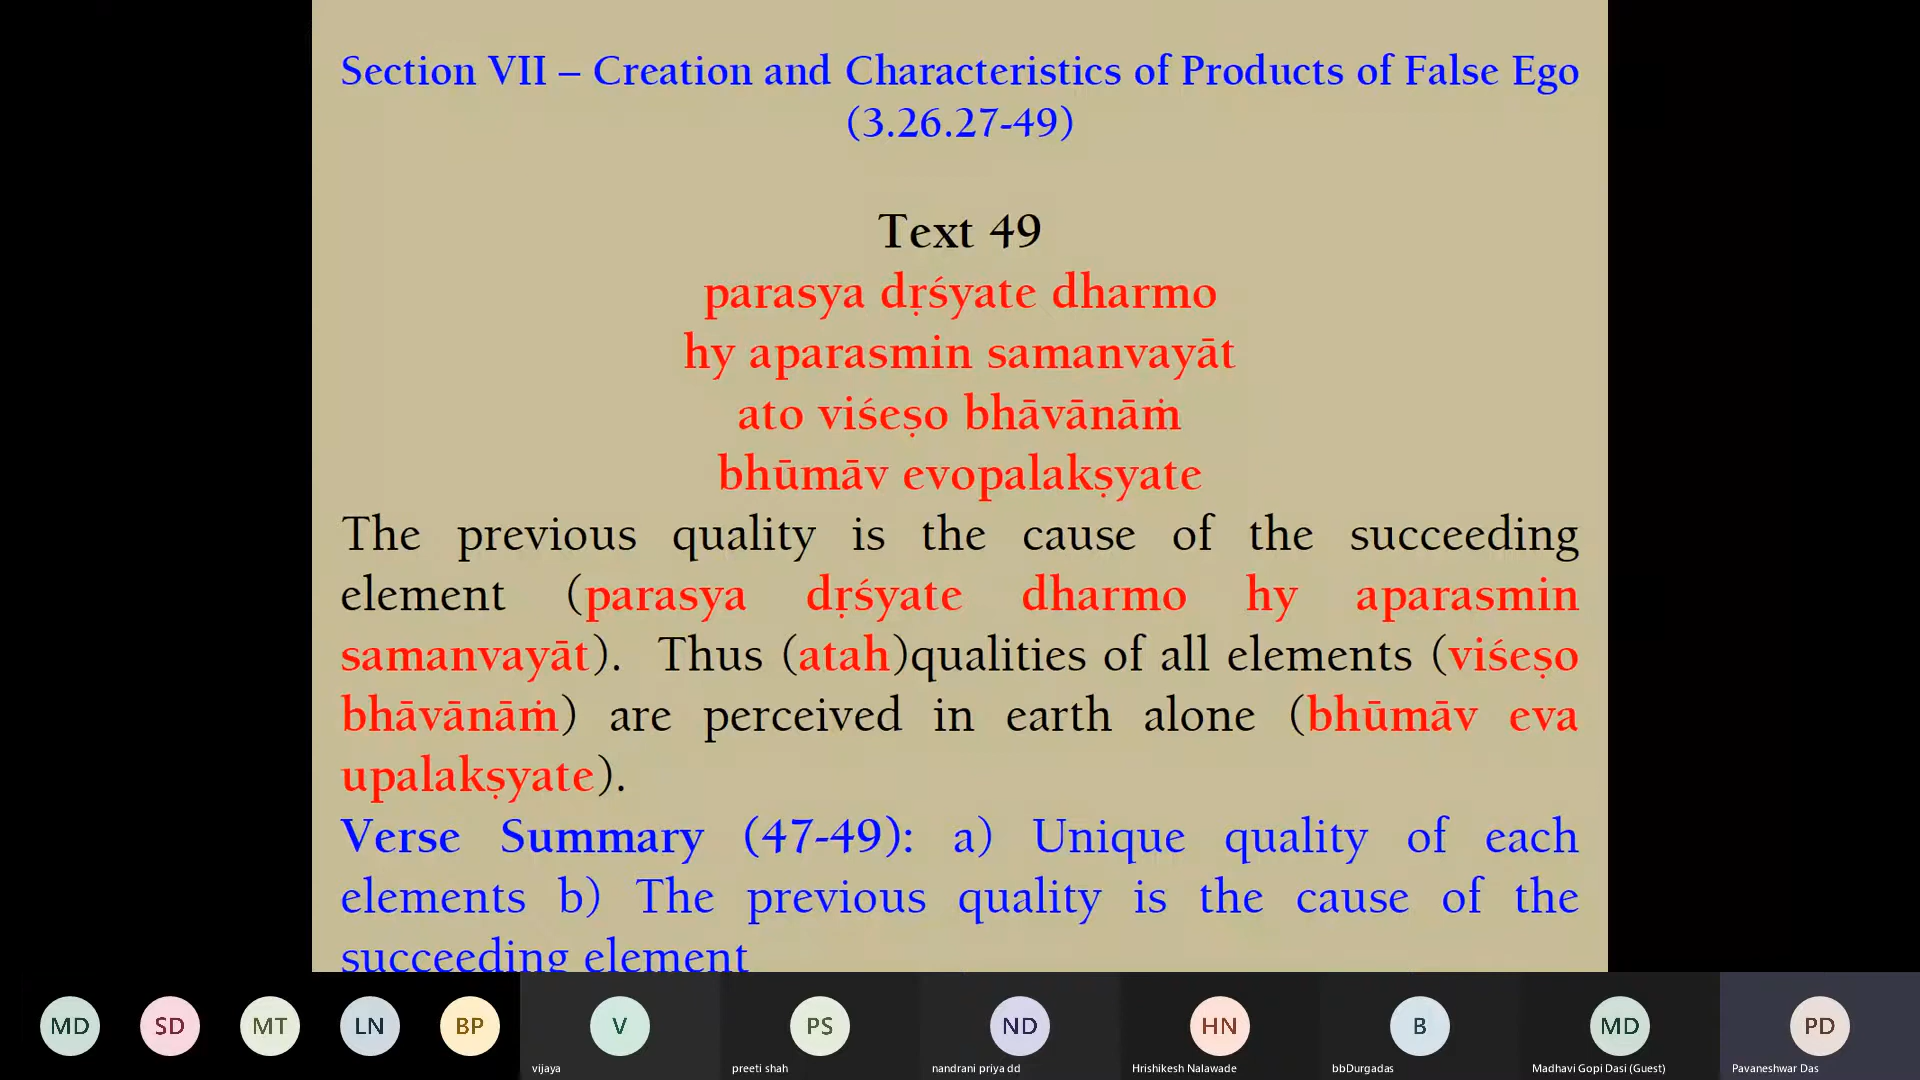 Section VII – Creation and Characteristics of Products of False Ego
(3.26.27-49)
Text 49
parasya dṛśyate dharmo
hy aparasmin samanvayāt
ato viśeṣo bhāvānāṁ
bhūmāv evopalakṣyate
The previous quality is the cause of the succeeding
element (parasya dṛśyate dharmo hy aparasmin
samanvayāt). Thus (atah)qualities of all elements (viśeṣo
bhāvānāṁ) are perceived in earth alone (bhūmāv eva
upalakṣyate).
Verse Summary (47-49): a) Unique quality of each
elements b) The previous quality is the cause of the
succeeding element
MD SD MT LN BP V PS ND HN B MD PD
vijaya preeti shah nandrani priya dd Hrishikesh Nalawade bbDurgadas Madhavi Gopi Dasi (Guest) Pavaneshwar Das